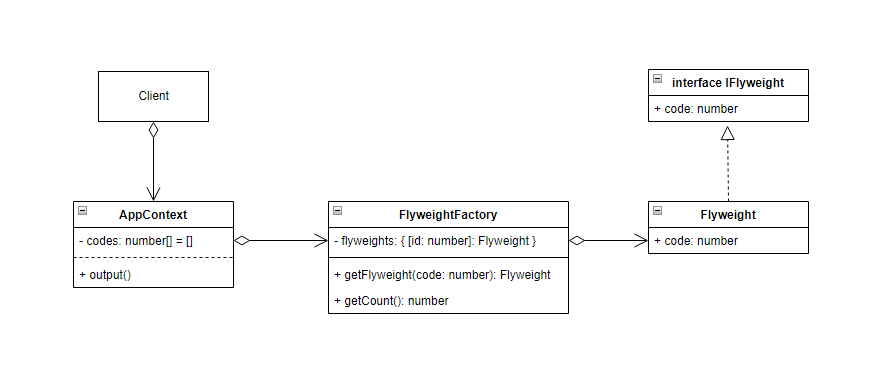 Client
interface IFlyweight
+ code: number
AppContext
- codes: number[] = []
+ output()
FlyweightFactory
- flyweights: { [id: number]: Flyweight }
+ getFlyweight(code: number): Flyweight
+ getCount(): number
Flyweight
+ code: number